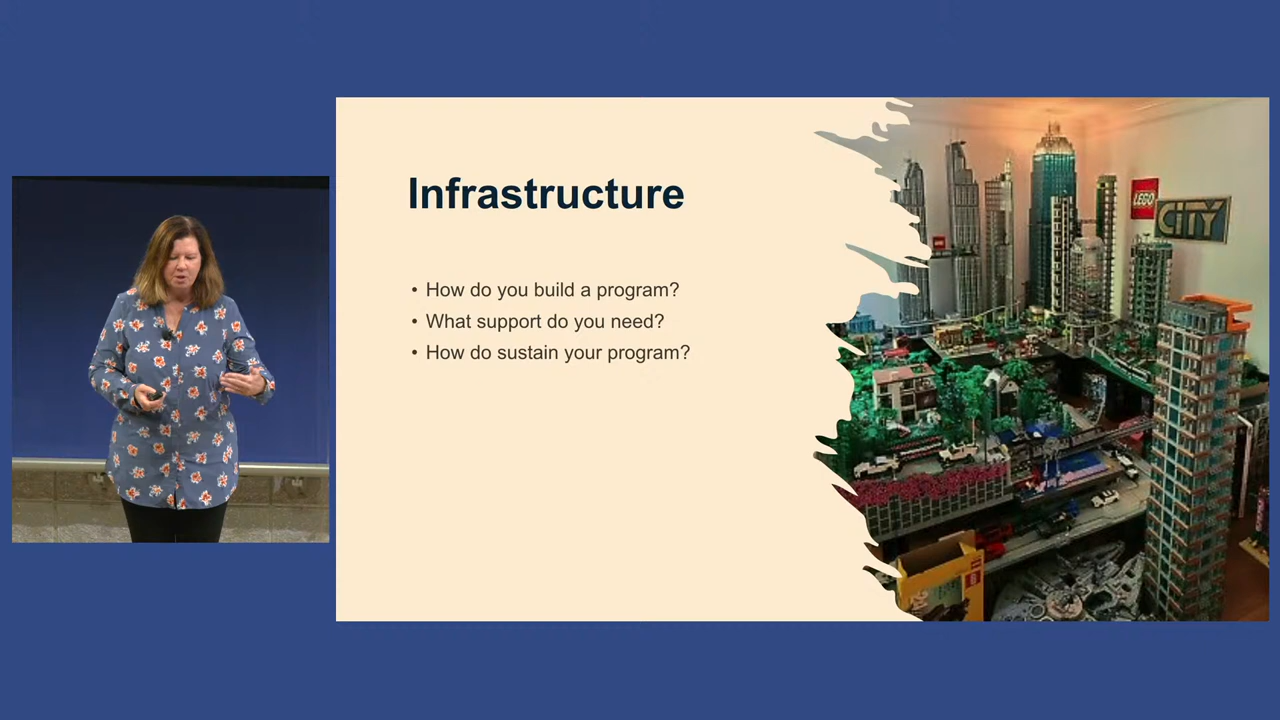 Infrastructure
• How do you build a program?
• What support do you need?
• How do sustain your program?
LEGO
CITY